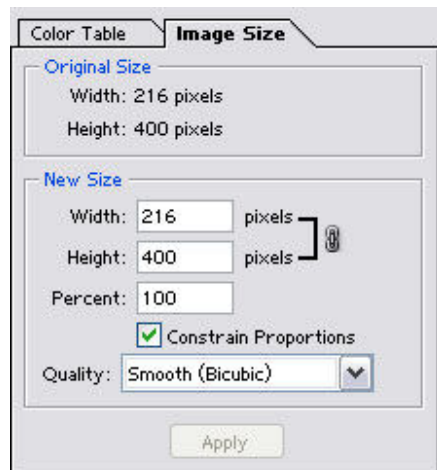 Color Table Image Size
Original Size
Width: 216 pixels
Height: 400 pixels
New Size
Width: 216 pixels
Height: 400 pixels
Percent: 100
Constrain Proportions
Quality: Smooth (Bicubic)
Apply